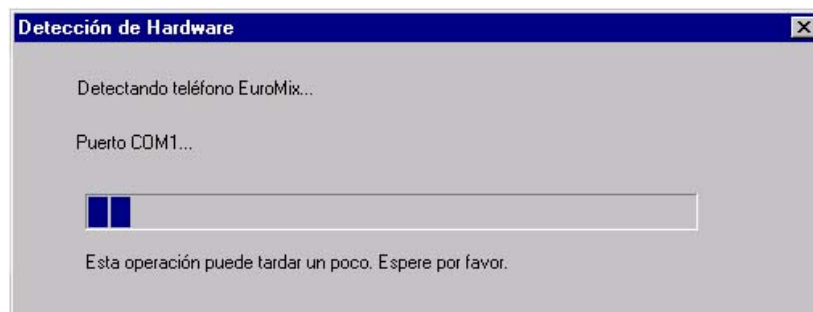 Detección de Hardware
Detectando teléfono EuroMix...
Puerto COM1...
Esta operación puede tardar un poco. Espere por favor.